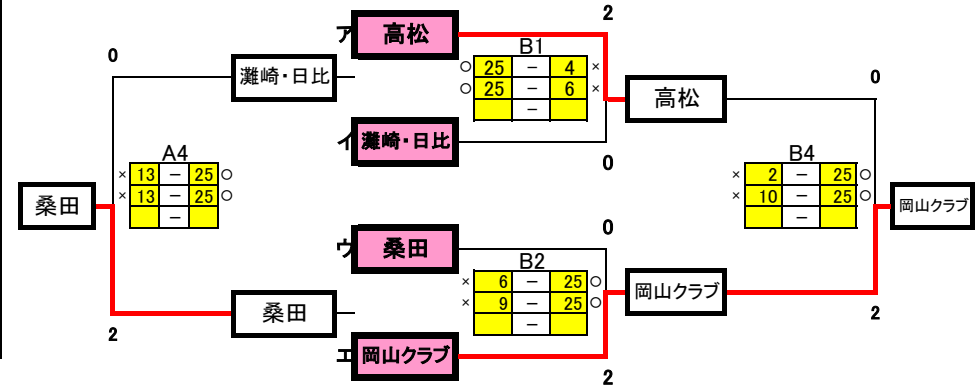 2
ア 高松
B1
0
灘崎・日比
○ 25 － 4 ×
○ 25 － 6 ×
－
高松
0
イ 灘崎・日比
0
A4
× 13 － 25 ○
× 13 － 25 ○
－
B4
× 2 － 25 ○
× 10 － 25 ○
－
桑田
岡山クラブ
0
ウ 桑田
B2
× 6 － 25 ○
× 9 － 25 ○
－
岡山クラブ
桑田
2
2
エ 岡山クラブ
2